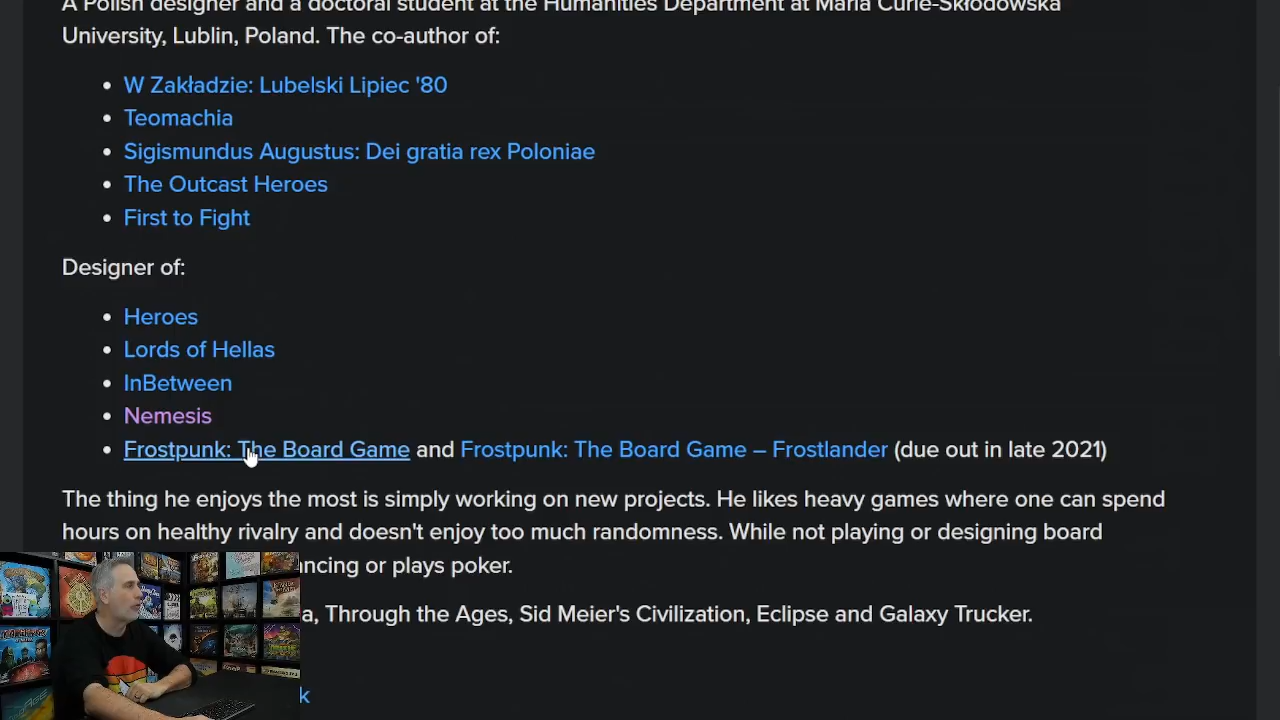 A Polish designer and a doctoral student at the Humanities Department at Maria Curie-Skłodowska
University, Lublin, Poland. The co-author of:
W Zakładzie: Lubelski Lipiec '80
Teomachia
Sigismundus Augustus: Dei gratia rex Poloniae
The Outcast Heroes
First to Fight
Designer of:
Heroes
Lords of Hellas
InBetween
Nemesis
Frostpunk: The Board Game and Frostpunk: The Board Game – Frostlander (due out in late 2021)
The thing he enjoys the most is simply working on new projects. He likes heavy games where one can spend
hours on healthy rivalry and doesn't enjoy too much randomness. While not playing or designing board
ancing or plays poker.
a, Through the Ages, Sid Meier's Civilization, Eclipse and Galaxy Trucker.
k